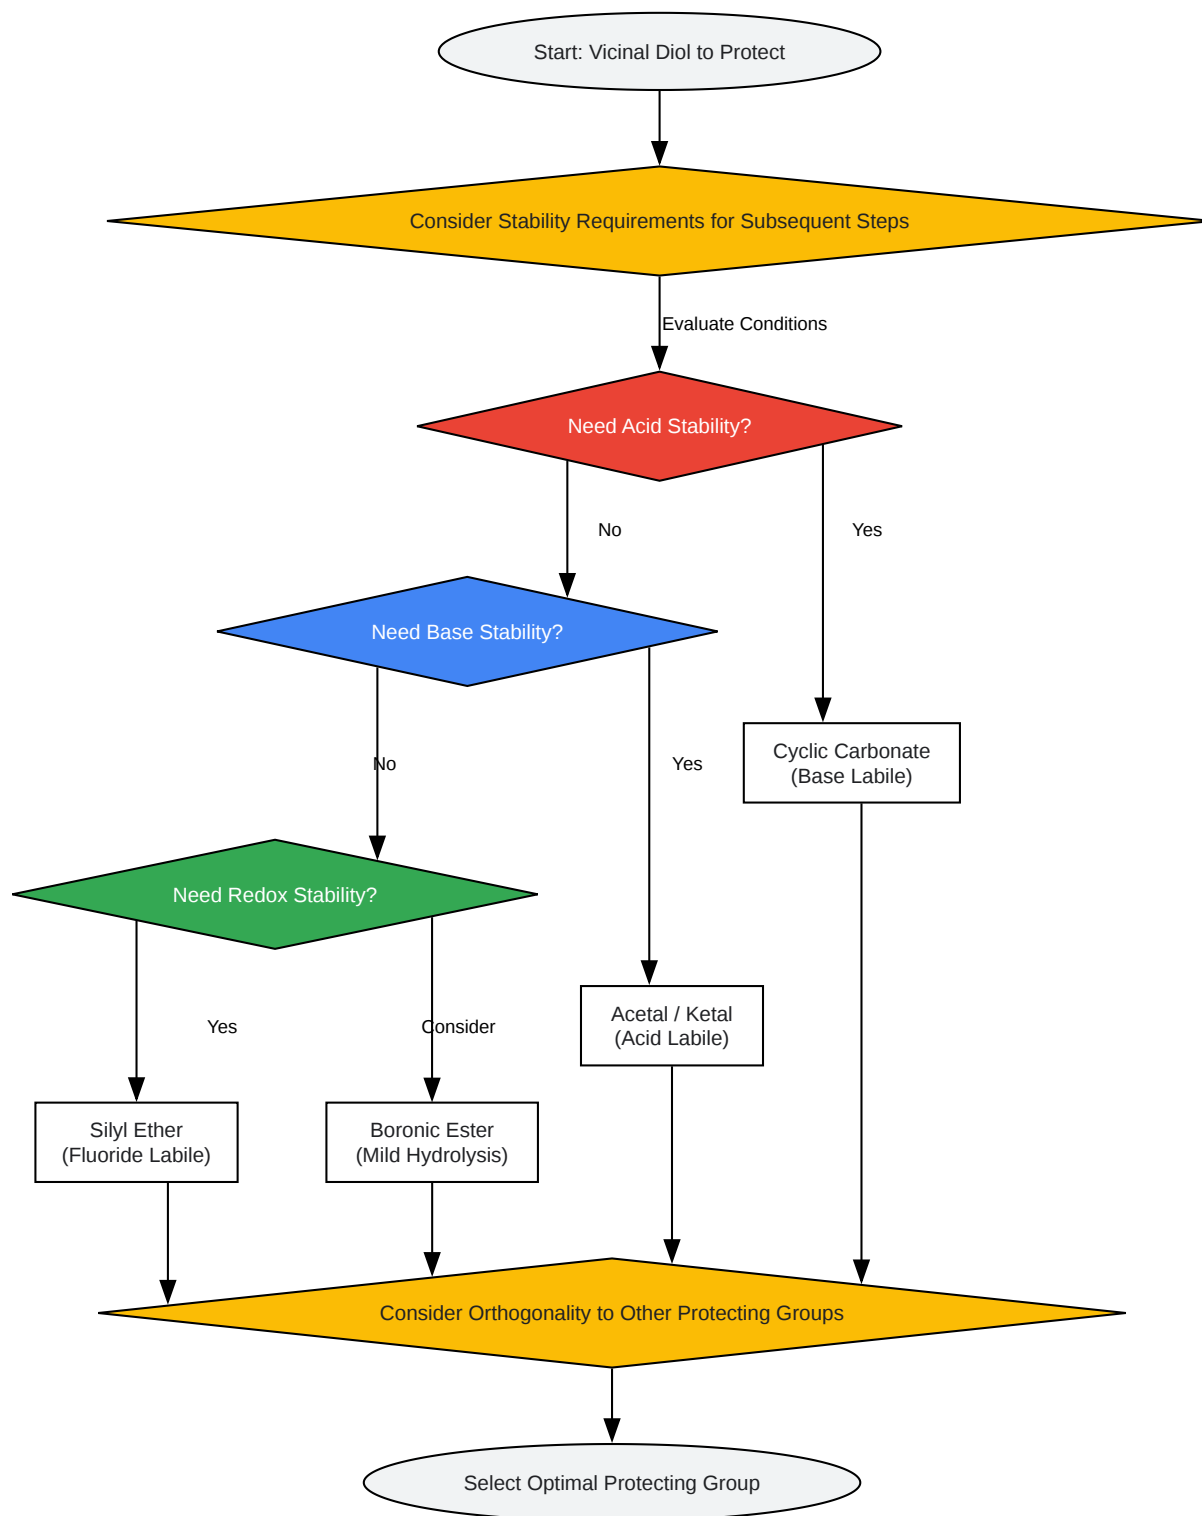 Start: Vicinal Diol to Protect
Consider Stability Requirements for Subsequent Steps
Evaluate Conditions
Need Acid Stability?
No
Yes
Need Base Stability?
No
Yes
Cyclic Carbonate
(Base Labile)
Need Redox Stability?
Yes
Consider
Acetal / Ketal
(Acid Labile)
Silyl Ether
(Fluoride Labile)
Boronic Ester
(Mild Hydrolysis)
Consider Orthogonality to Other Protecting Groups
Select Optimal Protecting Group